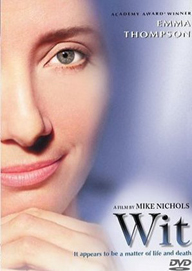 ACADEMY AWARD®-WINNER
EMMA
THOMPSON
A FILM BY MIKE NICHOLS
Wit
It appears to be a matter of life and death
DVD